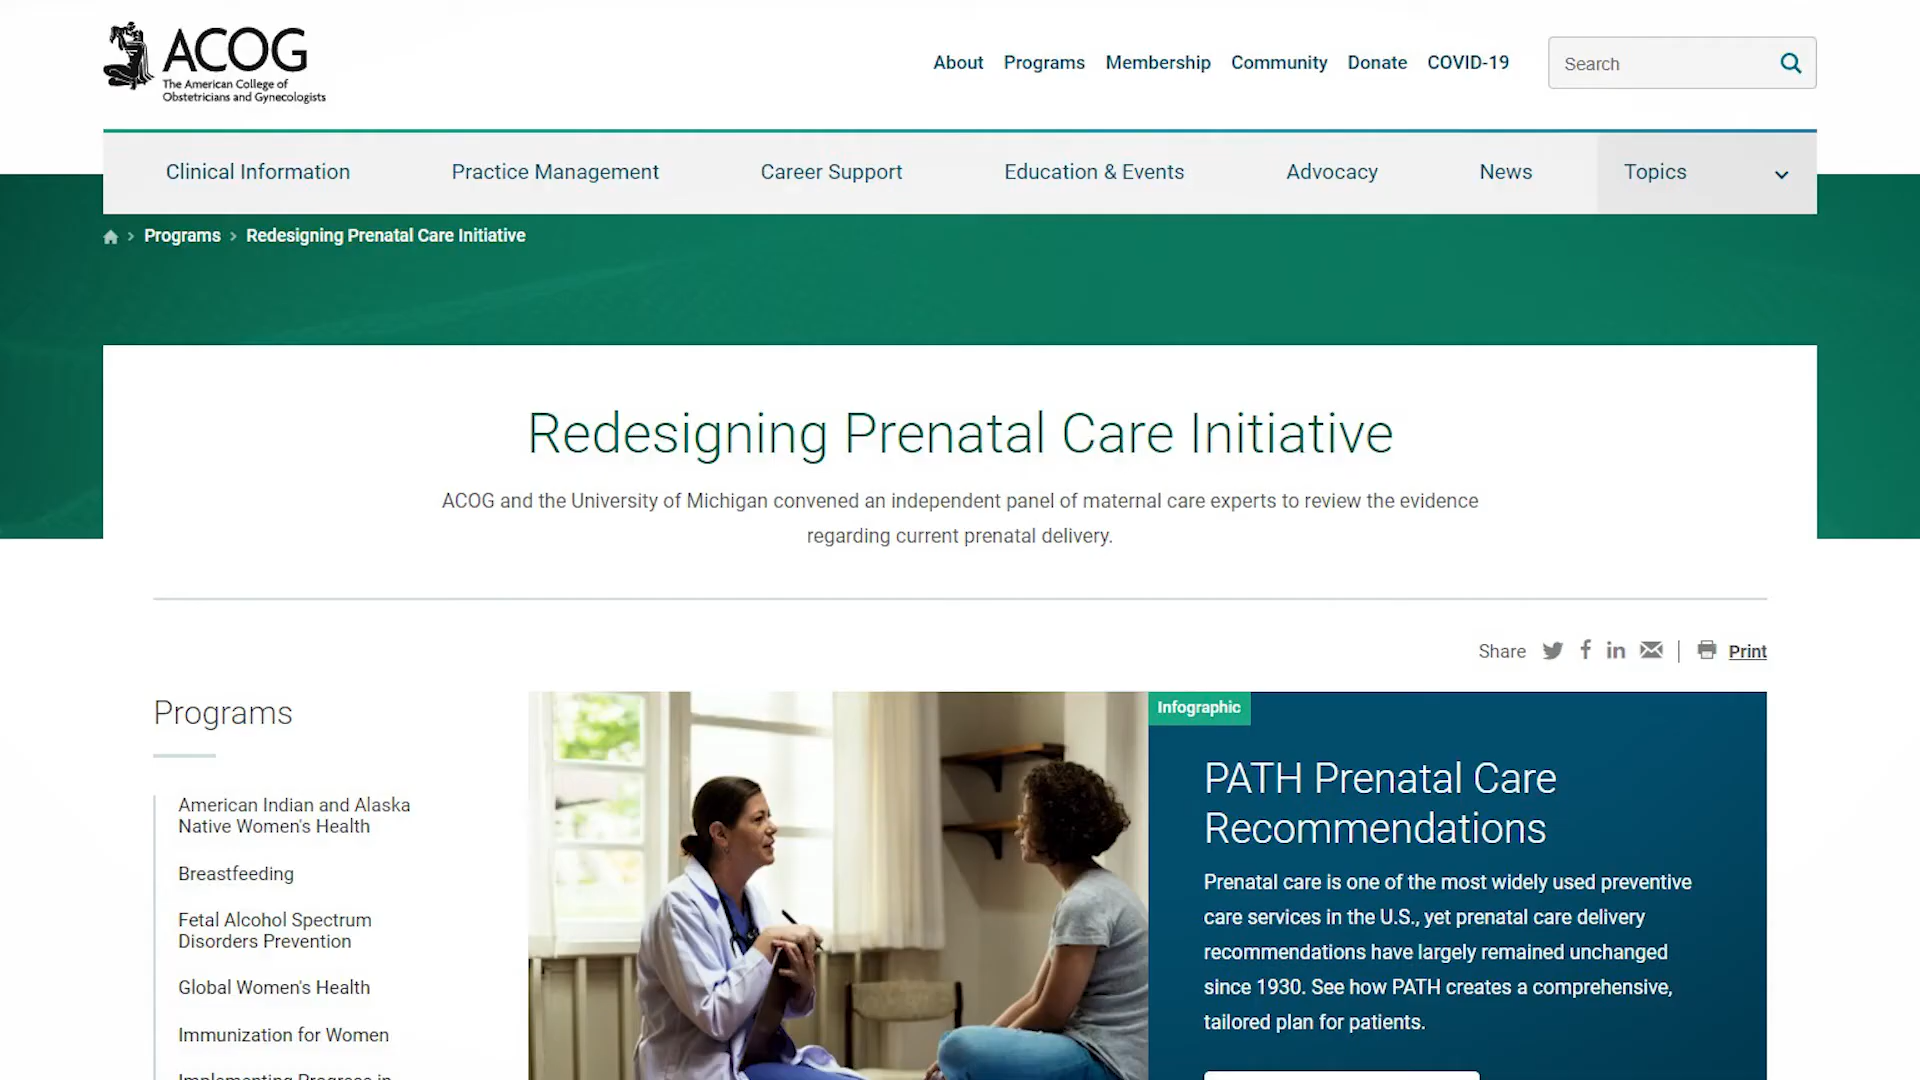 ACOG
The American College of
Obstetricians and Gynecologists
About Programs Membership Community Donate COVID-19
Search
Clinical Information Practice Management Career Support Education & Events Advocacy News Topics
Programs > Redesigning Prenatal Care Initiative
Redesigning Prenatal Care Initiative
ACOG and the University of Michigan convened an independent panel of maternal care experts to review the evidence
regarding current prenatal delivery.
Share Print
Programs
American Indian and Alaska
Native Women's Health
Breastfeeding
Fetal Alcohol Spectrum
Disorders Prevention
Global Women's Health
Immunization for Women
Implementing Progress in
Infographic
PATH Prenatal Care
Recommendations
Prenatal care is one of the most widely used preventive
care services in the U.S., yet prenatal care delivery
recommendations have largely remained unchanged
since 1930. See how PATH creates a comprehensive,
tailored plan for patients.